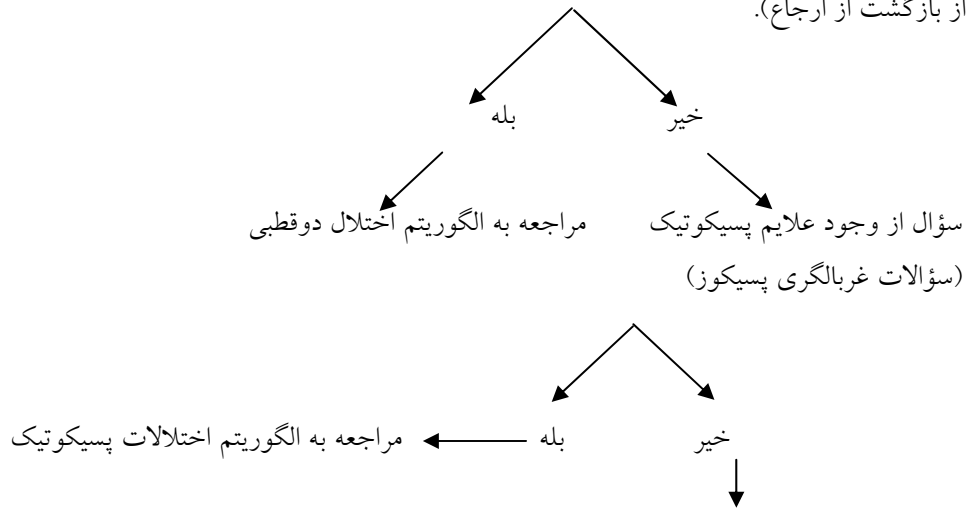 از بازگشت از ارجاع).
خیر
بله
سؤال از وجود علایم پسیکوتیک
مراجعه به الگوریتم اختلال دوقطبی
(سؤالات غربالگری پسیکوز)
خیر
بله
مراجعه به الگوریتم اختلالات پسیکوتیک